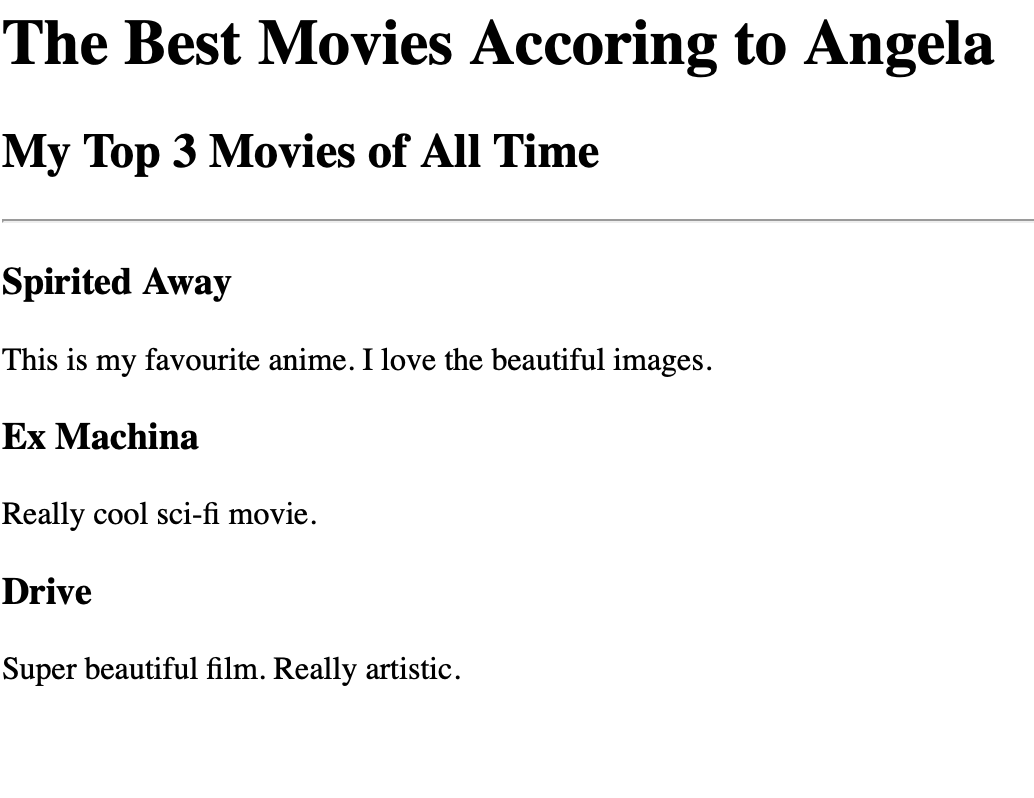 The Best Movies Accoring to Angela
My Top 3 Movies of All Time
Spirited Away
This is my favourite anime. I love the beautiful images.
Ex Machina
Really cool sci-fi movie.
Drive
Super beautiful film. Really artistic.